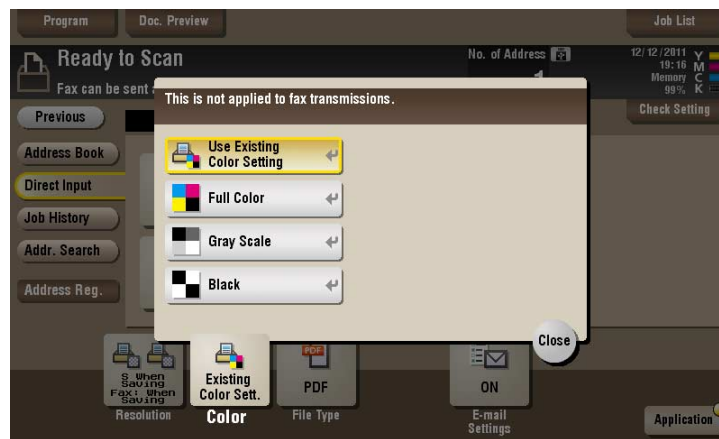 Program
Doc. Preview
Job List
Ready to Scan
No. of Address
12/12/2011
19:16
Memory
99%
Y
M
C
K
Fax can be sent
This is not applied to fax transmissions.
Previous
Check Setting
Use Existing
Color Setting
Address Book
Direct Input
Full Color
Job History
Gray Scale
Addr. Search
Black
Address Reg.
Close
S When
Saving
Fax: When
Saving
Existing
Color Sett.
PDF
PDF
ON
Resolution
Color
File Type
E-mail
Settings
Application